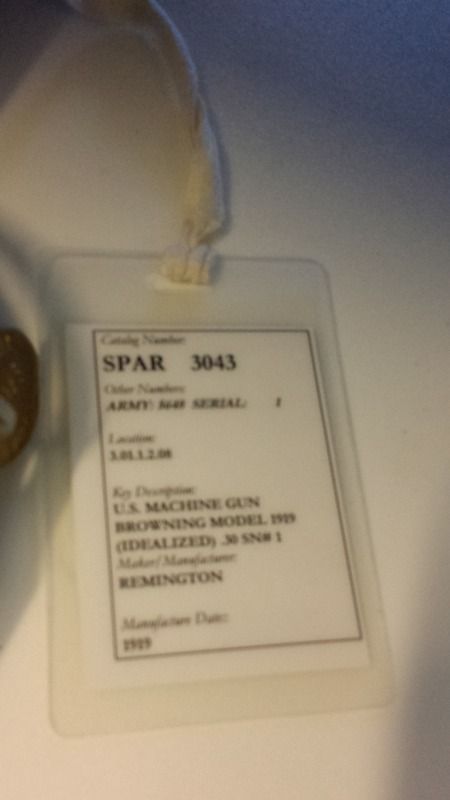 Catalog Number:
SPAR 3043
Other Numbers:
ARMY: 8648 SERIAL: 1
Location:
3.01.1.2.08
Key Description:
U.S. MACHINE GUN
BROWNING MODEL 1919
(IDEALIZED) .30 SN# 1
Maker/Manufacturer:
REMINGTON
Manufacture Date:
1919